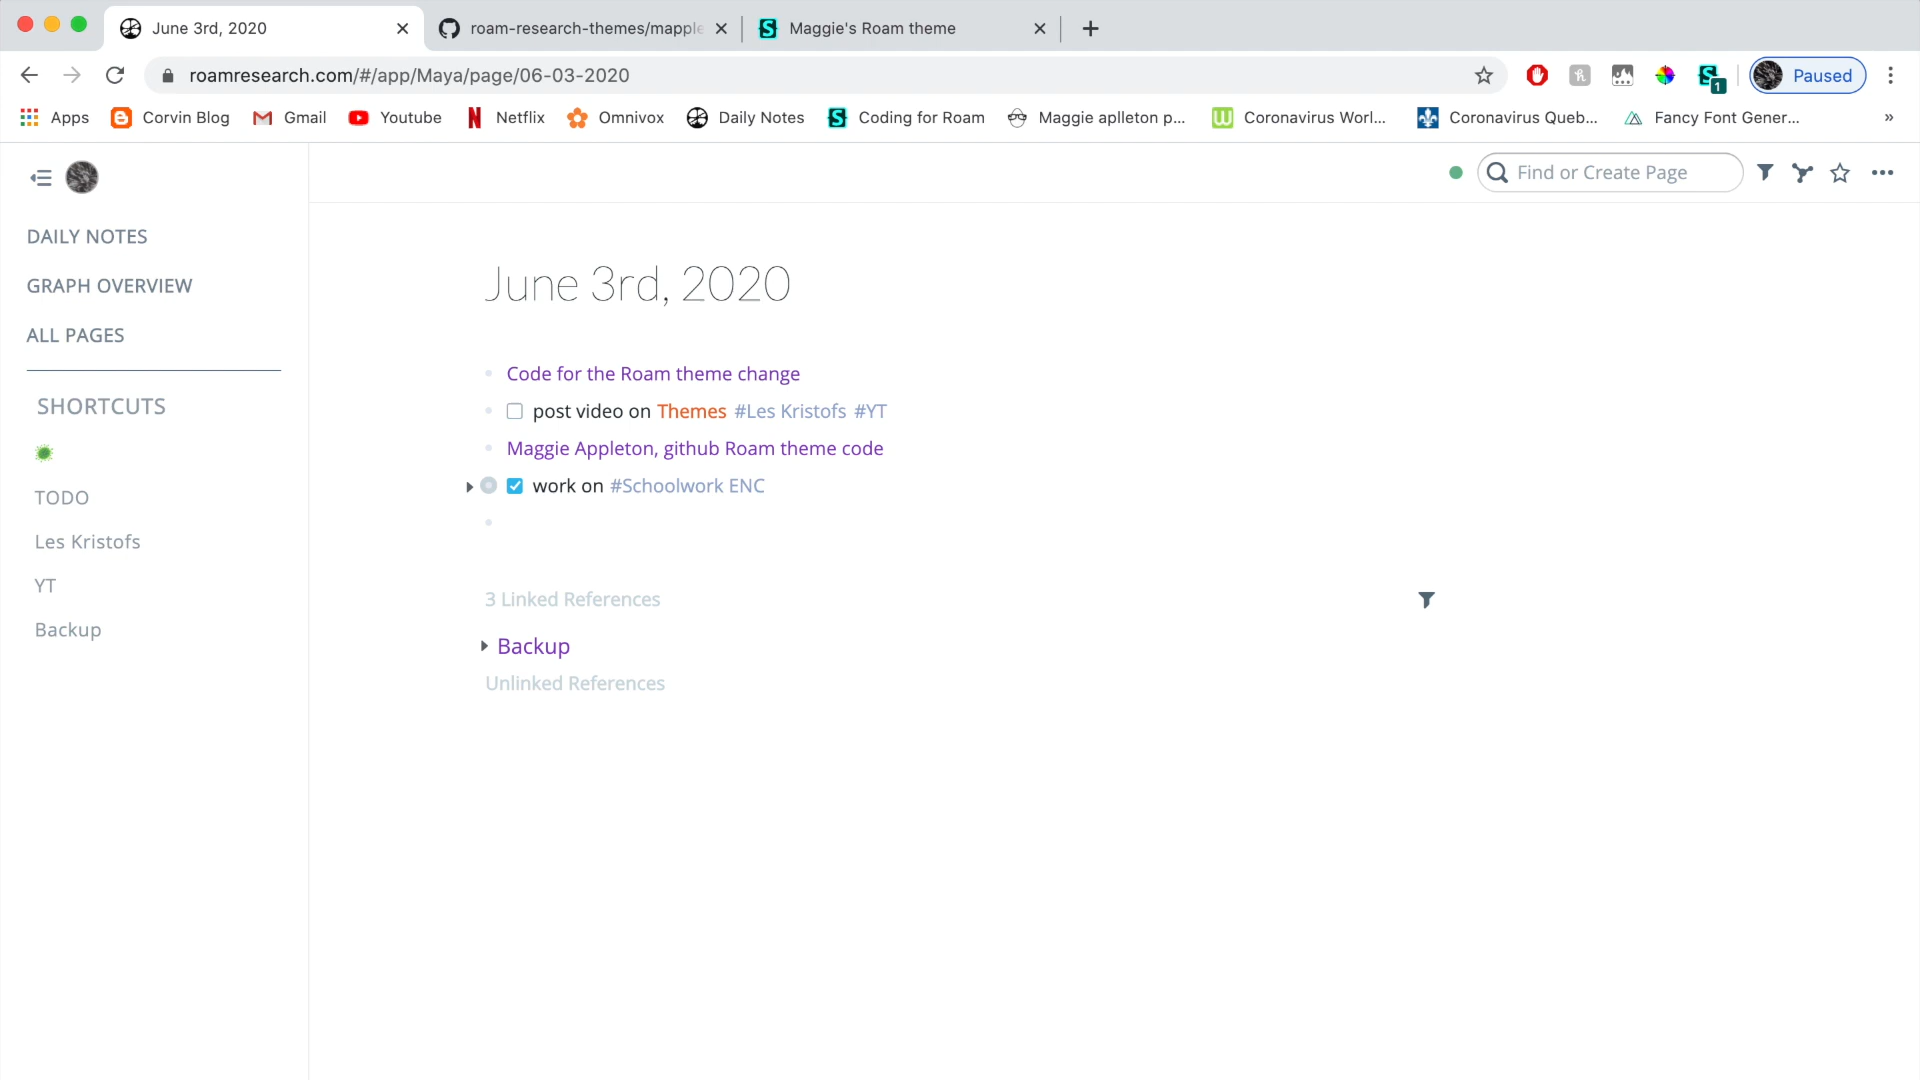 June 3rd, 2020
roam-research-themes/mapple
Maggie's Roam theme
roamresearch.com/#/app/Maya/page/06-03-2020
1
Paused
Apps
Corvin Blog
Gmail
Youtube
Netflix
Omnivox
Daily Notes
Coding for Roam
Maggie aplleton p...
Coronavirus Worl...
Coronavirus Queb...
Fancy Font Gener...
»
Find or Create Page
DAILY NOTES
GRAPH OVERVIEW
ALL PAGES
SHORTCUTS
TODO
Les Kristofs
YT
Backup
June 3rd, 2020
Code for the Roam theme change
post video on Themes #Les Kristofs #YT
Maggie Appleton, github Roam theme code
work on #Schoolwork ENC
3 Linked References
Backup
Unlinked References